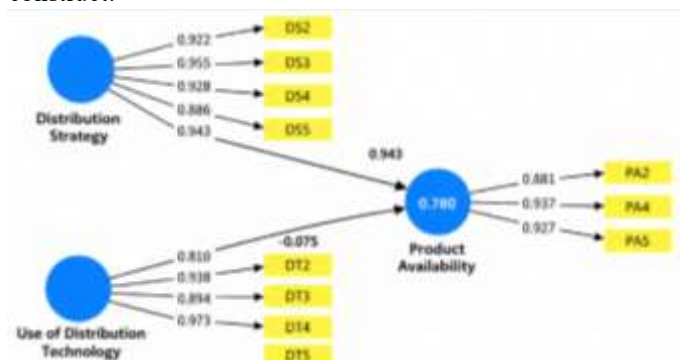 construct.
0.922
DS2
0.955
DS3
0.928
DS4
0.886
DS5
0.943
Distribution
Strategy
0.943
0.780
Product
Availability
0.881
PA2
0.937
PA4
0.927
PA5
-0.075
0.810
DT2
0.938
DT3
0.894
DT4
0.973
DT5
Use of Distribution
Technology